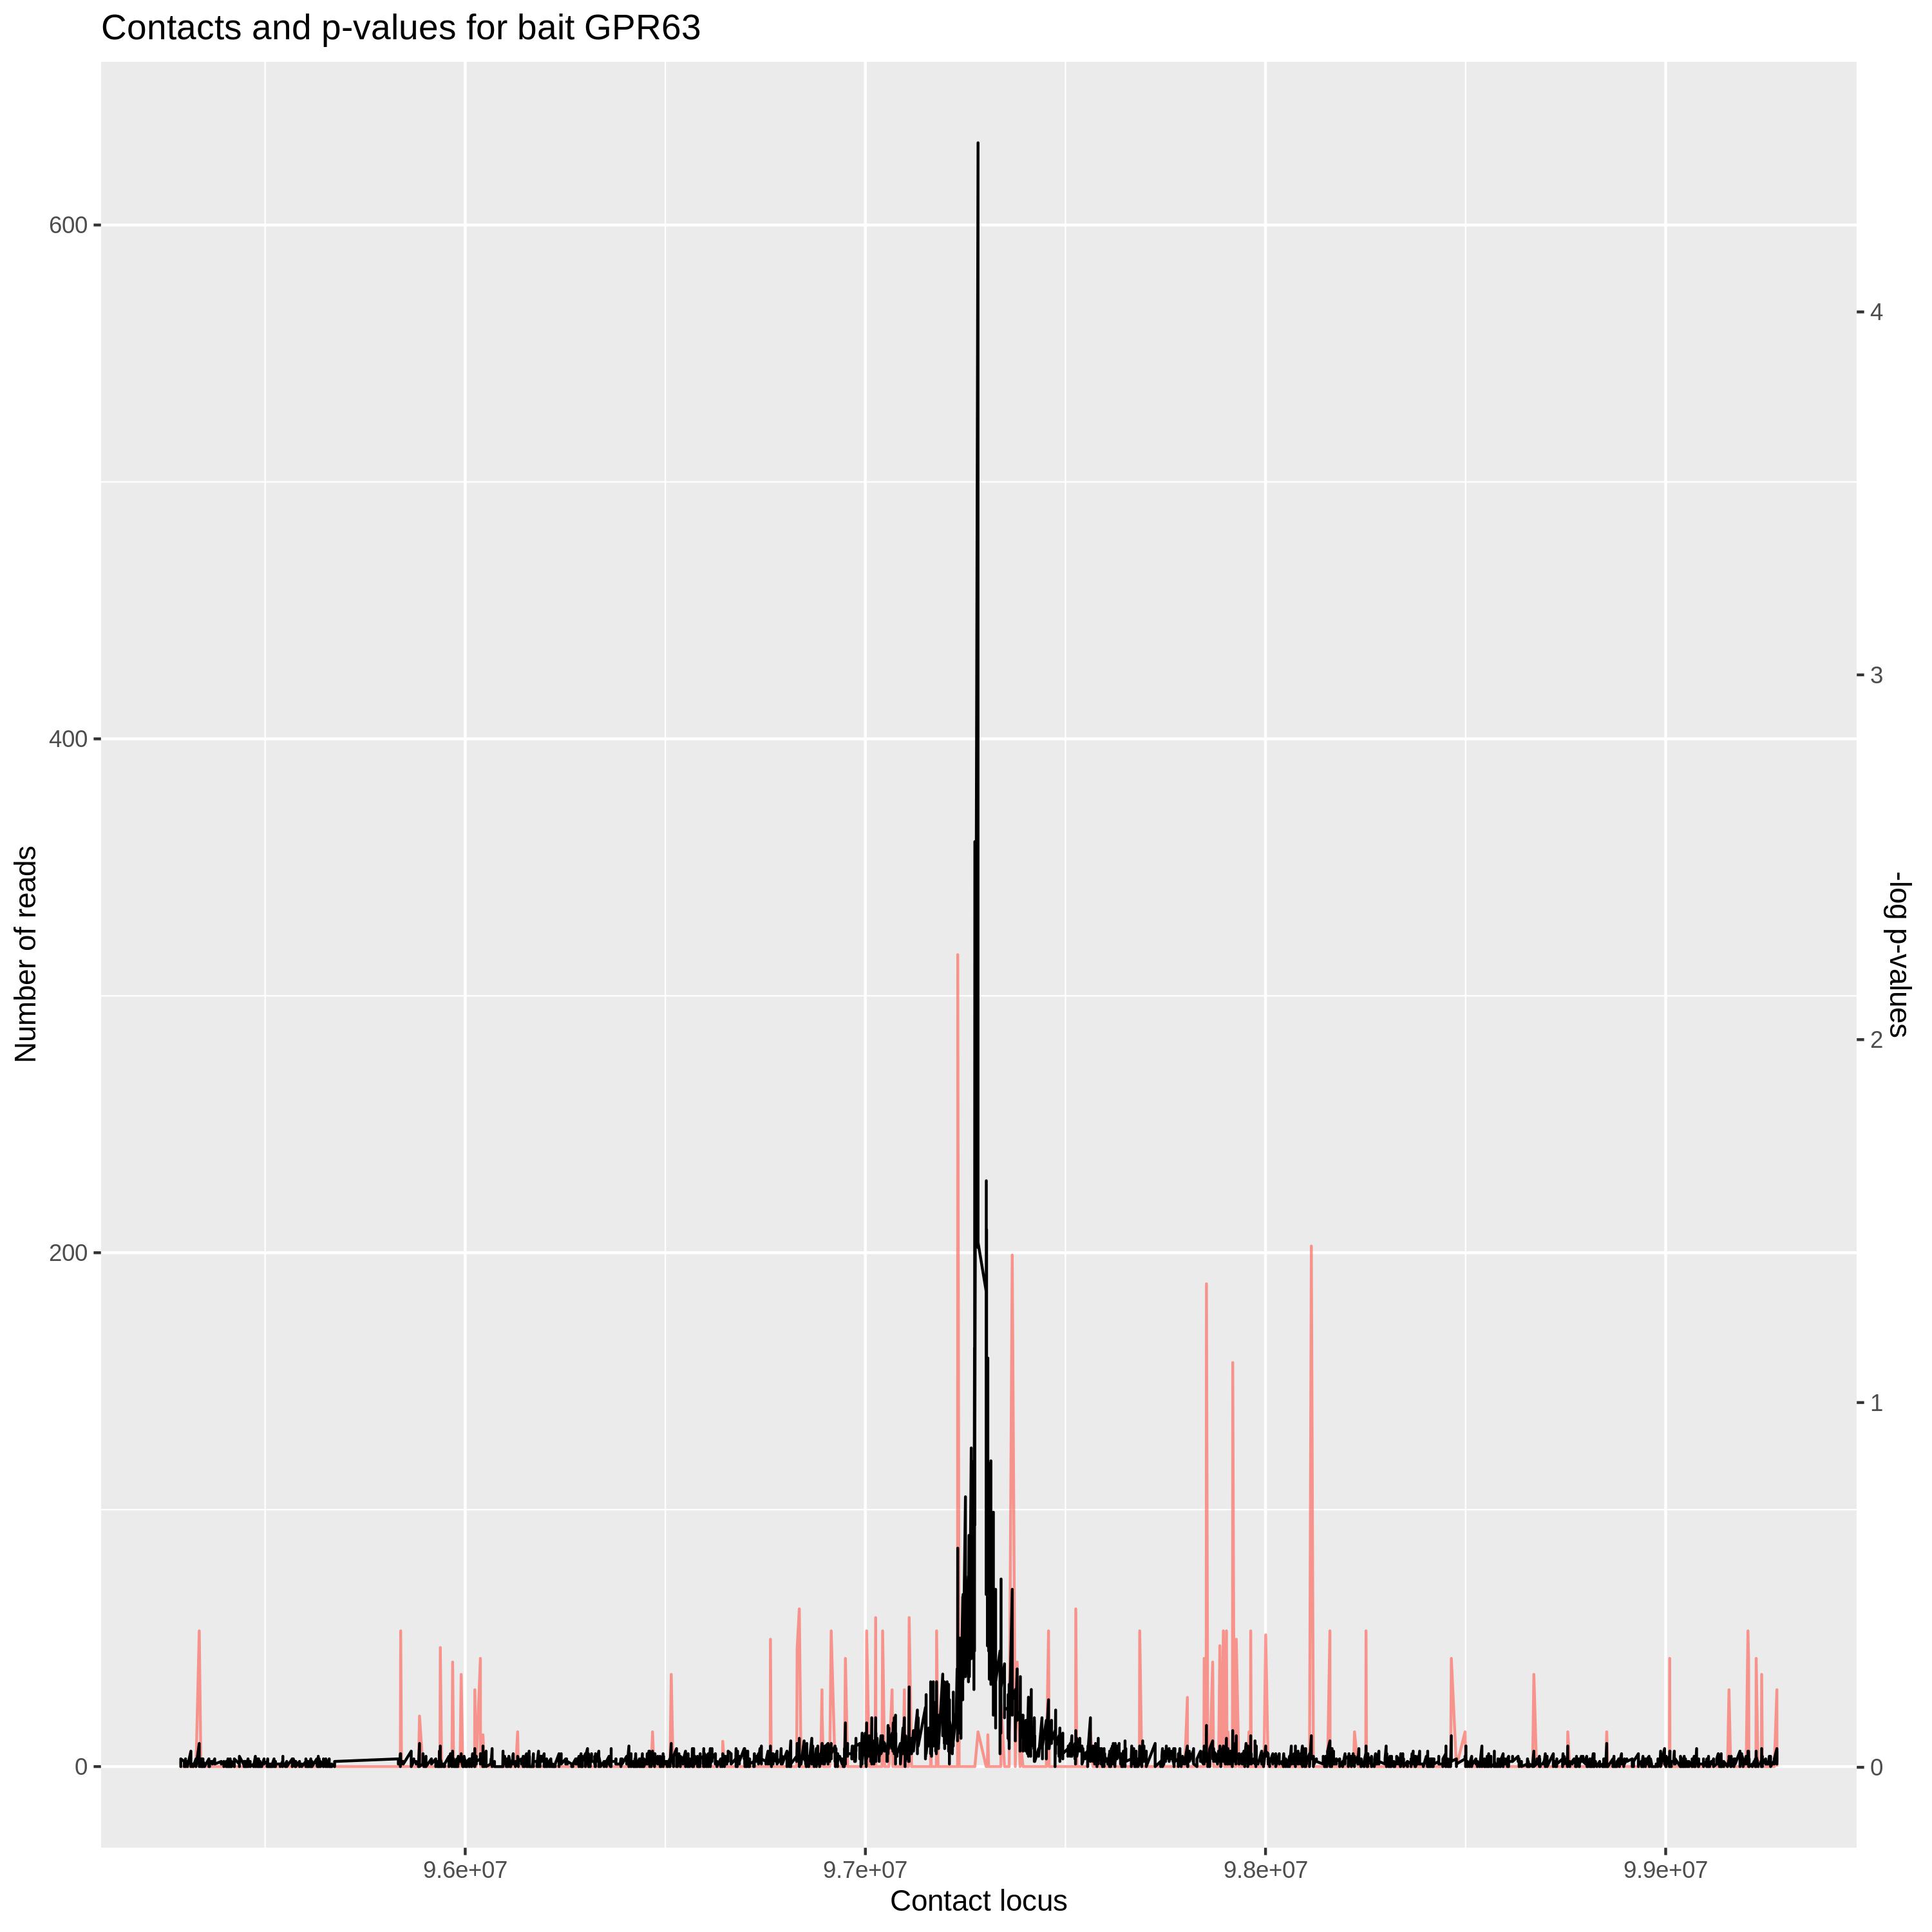 Contacts and p-values for bait GPR63
600
400
200
0
Number of reads
4
3
2
1
0
-log p-values
9.6e+07
9.7e+07
9.8e+07
9.9e+07
Contact locus